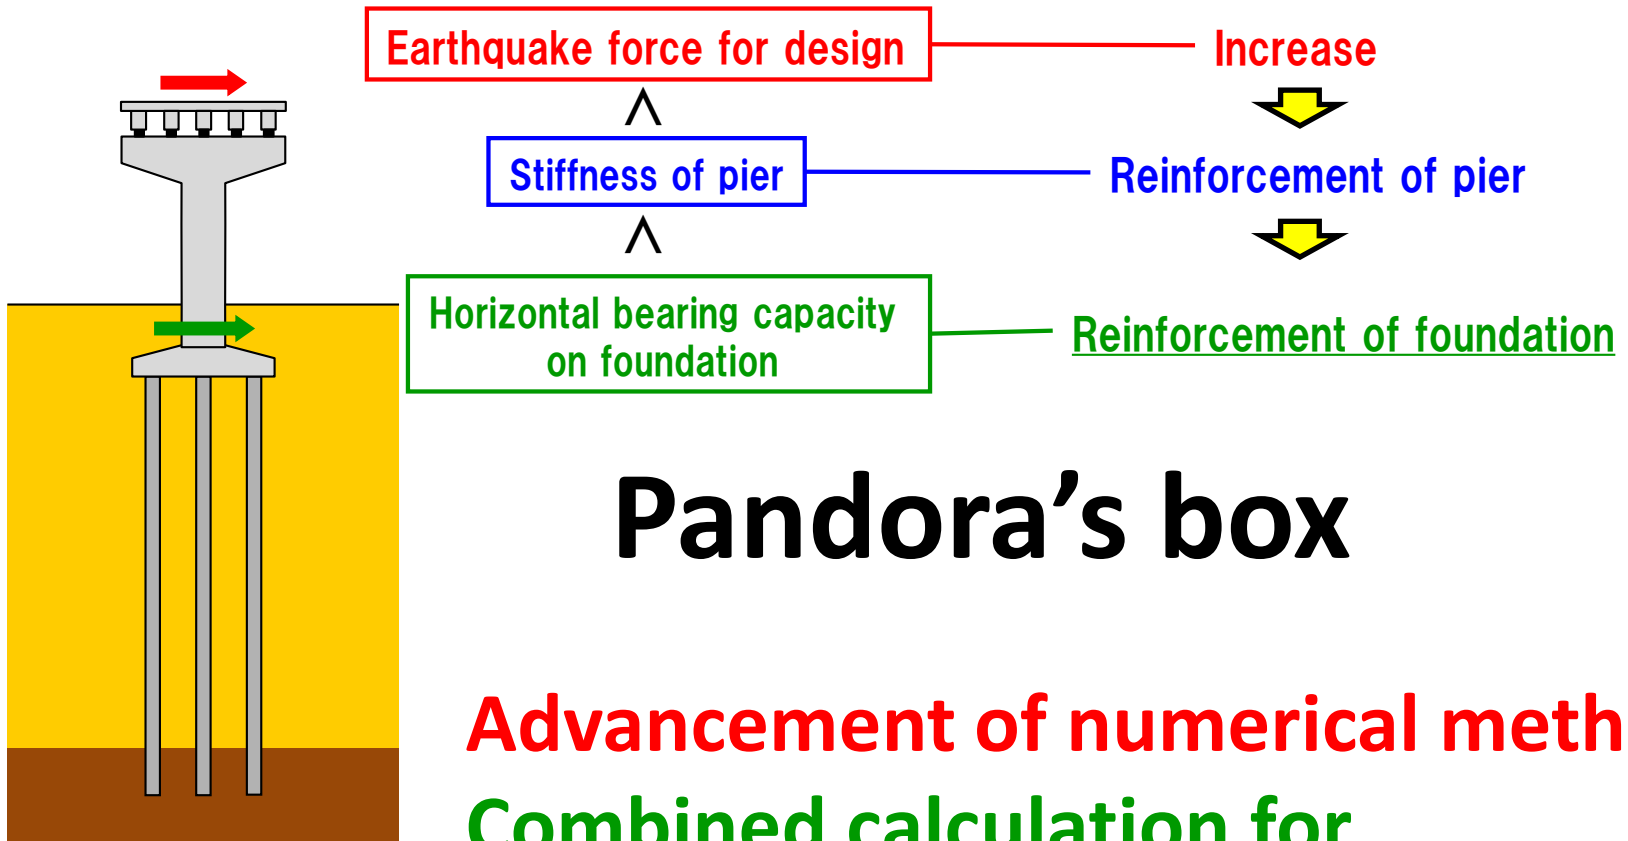 Earthquake force for design
Increase
Stiffness of pier
Reinforcement of pier
Horizontal bearing capacity
on foundation
Reinforcement of foundation
Pandora’s box
Advancement of numerical meth
Combined calculation for